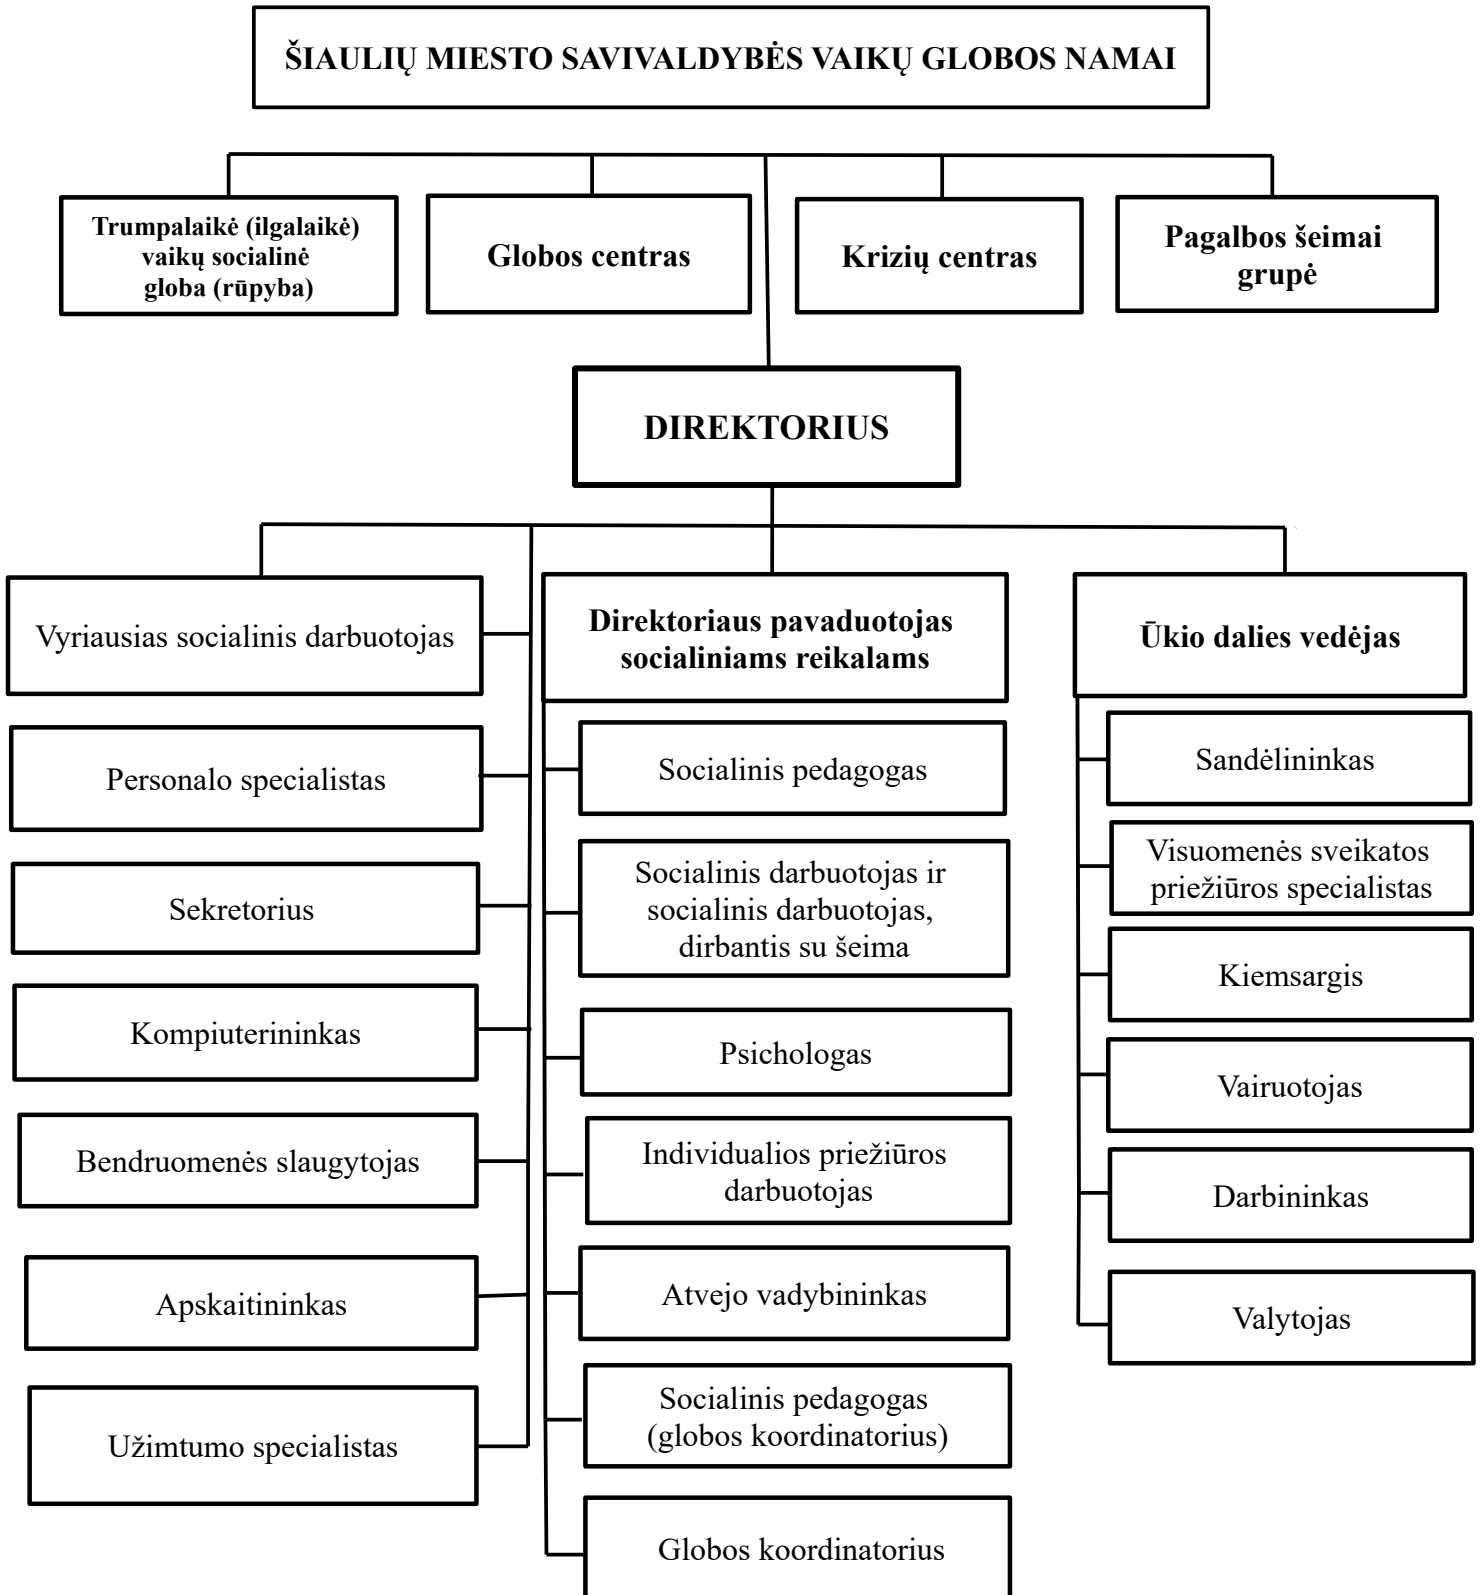 ŠIAULIŲ MIESTO SAVIVALDYBĖS VAIKŲ GLOBOS NAMAI
Trumpalaikė (ilgalaikė)
vaikų socialinė
globa (rūpyba)
Globos centras
Krizių centras
Pagalbos šeimai
grupė
DIREKTORIUS
Vyriausias socialinis darbuotojas
Personalo specialistas
Sekretorius
Kompiuterininkas
Bendruomenės slaugytojas
Apskaitininkas
Užimtumo specialistas
Direktoriaus pavaduotojas
socialiniams reikalams
Socialinis pedagogas
Socialinis darbuotojas ir
socialinis darbuotojas,
dirbantis su šeima
Psichologas
Individualios priežiūros
darbuotojas
Atvejo vadybininkas
Socialinis pedagogas
(globos koordinatorius)
Globos koordinatorius
Ūkio dalies vedėjas
Sandėlininkas
Visuomenės sveikatos
priežiūros specialistas
Kiemsargis
Vairuotojas
Darbininkas
Valytojas